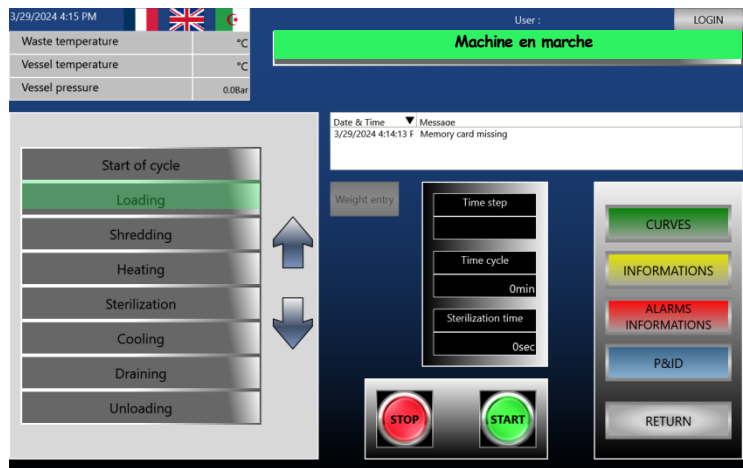 3/29/2024 4:15 PM
User :
LOGIN
Waste temperature °C
Machine en marche
Vessel temperature °C
Vessel pressure 0.0Bar
Date & Time Message
3/29/2024 4:14:13 F Memory card missing
Start of cycle
Loading
Shredding
Heating
Sterilization
Cooling
Draining
Unloading
Weight entry
Time step
Time cycle
0min
Sterilization time
0sec
STOP
START
CURVES
INFORMATIONS
ALARMS
INFORMATIONS
P&ID
RETURN